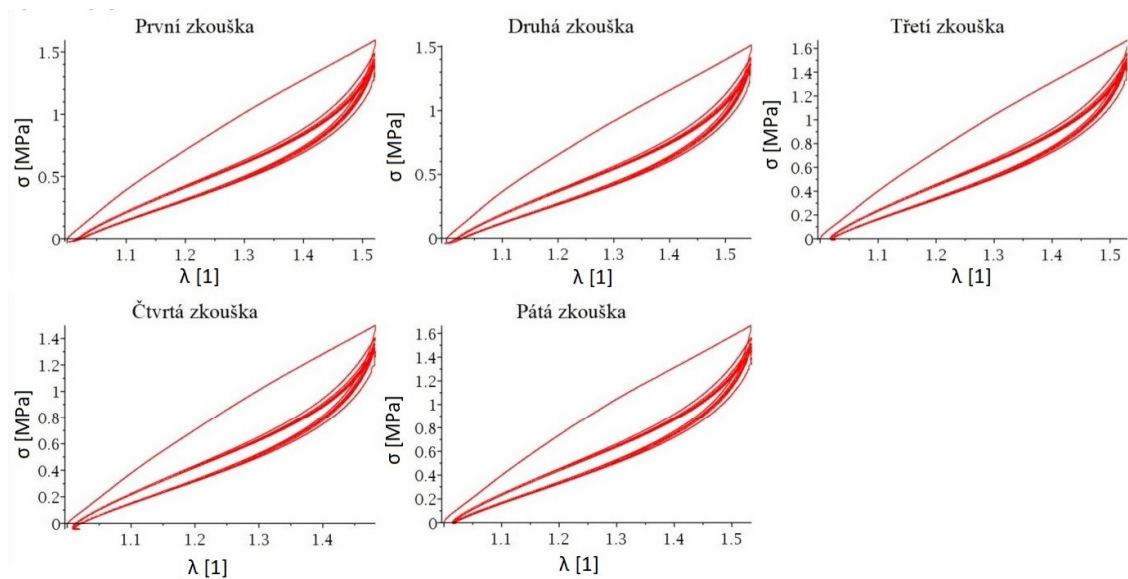 První zkouška
1.5
1
0.5
0
σ [MPa]
1.1 1.2 1.3 1.4 1.5
λ [1]
Druhá zkouška
1.5
1
0.5
0
σ [MPa]
1.1 1.2 1.3 1.4 1.5
λ [1]
Třetí zkouška
1.6
1.4
1.2
1
0.8
0.6
0.4
0.2
0
σ [MPa]
1.1 1.2 1.3 1.4 1.5
λ [1]
Čtvrtá zkouška
1.4
1.2
1
0.8
0.6
0.4
0.2
0
σ [MPa]
1.1 1.2 1.3 1.4
λ [1]
Pátá zkouška
1.6
1.4
1.2
1
0.8
0.6
0.4
0.2
0
σ [MPa]
1.1 1.2 1.3 1.4 1.5
λ [1]